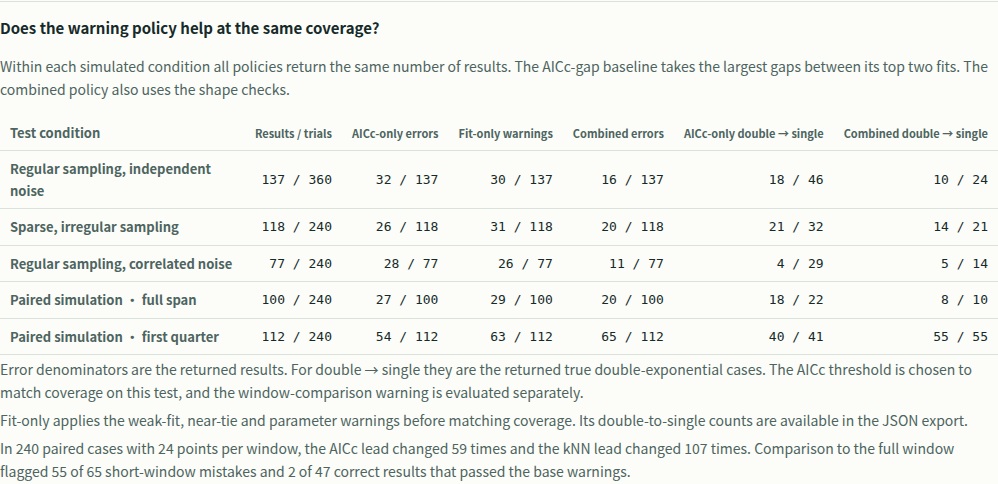 Does the warning policy help at the same coverage?
Within each simulated condition all policies return the same number of results. The AICc-gap baseline takes the largest gaps between its top two fits. The
combined policy also uses the shape checks.
Test condition Results / trials AICc-only errors Fit-only warnings Combined errors AICc-only double → single Combined double → single
Regular sampling, independent
noise 137 / 360 32 / 137 30 / 137 16 / 137 18 / 46 10 / 24
Sparse, irregular sampling 118 / 240 26 / 118 31 / 118 20 / 118 21 / 32 14 / 21
Regular sampling, correlated noise 77 / 240 28 / 77 26 / 77 11 / 77 4 / 29 5 / 14
Paired simulation · full span 100 / 240 27 / 100 29 / 100 20 / 100 18 / 22 8 / 10
Paired simulation · first quarter 112 / 240 54 / 112 63 / 112 65 / 112 40 / 41 55 / 55
Error denominators are the returned results. For double → single they are the returned true double-exponential cases. The AICc threshold is chosen to
match coverage on this test, and the window-comparison warning is evaluated separately.
Fit-only applies the weak-fit, near-tie and parameter warnings before matching coverage. Its double-to-single counts are available in the JSON export.
In 240 paired cases with 24 points per window, the AICc lead changed 59 times and the kNN lead changed 107 times. Comparison to the full window
flagged 55 of 65 short-window mistakes and 2 of 47 correct results that passed the base warnings.